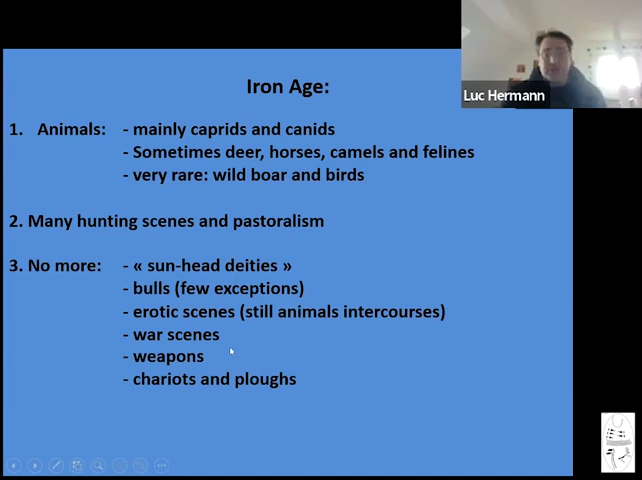 Iron Age:
Luc Hermann
1. Animals: - mainly caprids and canids
- Sometimes deer, horses, camels and felines
- very rare: wild boar and birds
2. Many hunting scenes and pastoralism
3. No more: - « sun-head deities »
- bulls (few exceptions)
- erotic scenes (still animals intercourses)
- war scenes
- weapons
- chariots and ploughs